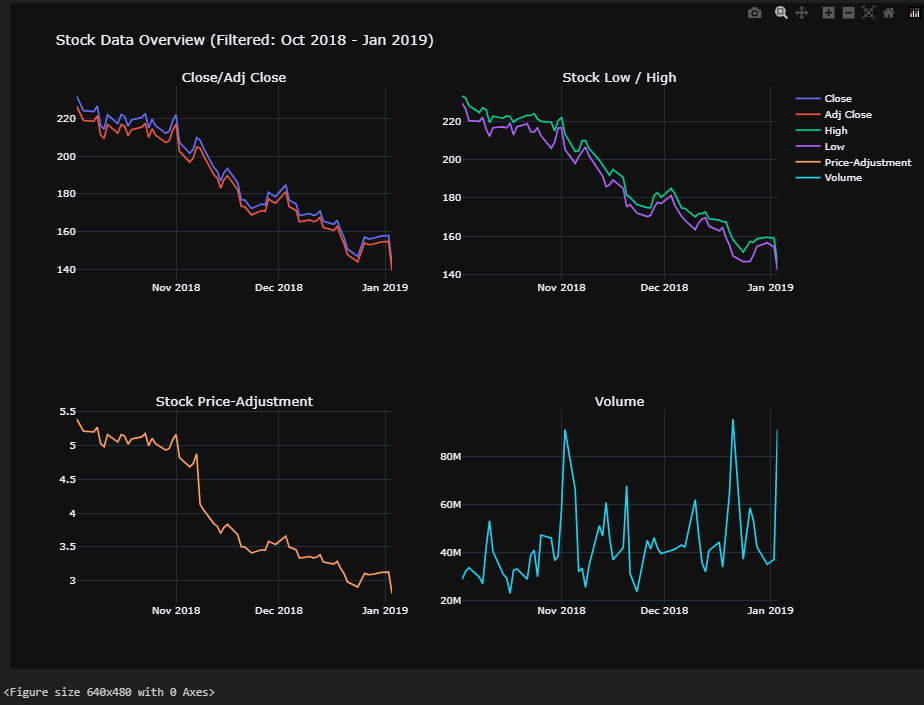 Stock Data Overview (Filtered: Oct 2018 - Jan 2019)
Close/Adj Close
220
200
180
160
140
Nov 2018 Dec 2018 Jan 2019
Stock Low / High
220
200
180
160
140
Nov 2018 Dec 2018 Jan 2019
Close
Adj Close
High
Low
Price-Adjustment
Volume
Stock Price-Adjustment
5.5
5
4.5
4
3.5
3
Nov 2018 Dec 2018 Jan 2019
Volume
80M
60M
40M
20M
Nov 2018 Dec 2018 Jan 2019
<Figure size 640x480 with 0 Axes>